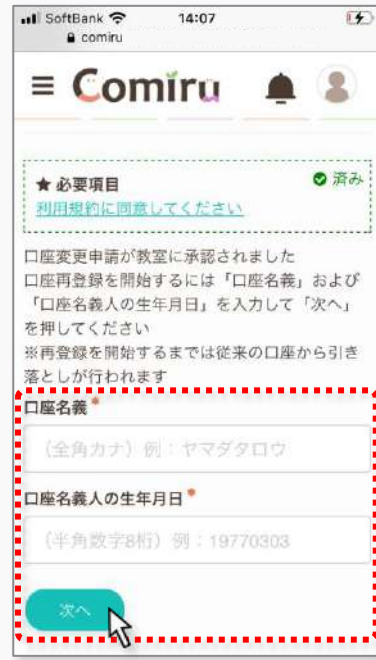 SoftBank 14:07
comiru
Comiru
★ 必要項目 済み
利用規約に同意してください
口座変更申請が教室に承認されました
口座再登録を開始するには「口座名義」および
「口座名義人の生年月日」を入力して「次へ」
を押してください
※再登録を開始するまでは従来の口座から引き
落としが行われます
口座名義*
(全角カナ)例:ヤマダタロウ
口座名義人の生年月日*
(半角数字8桁)例:19770303
次へ